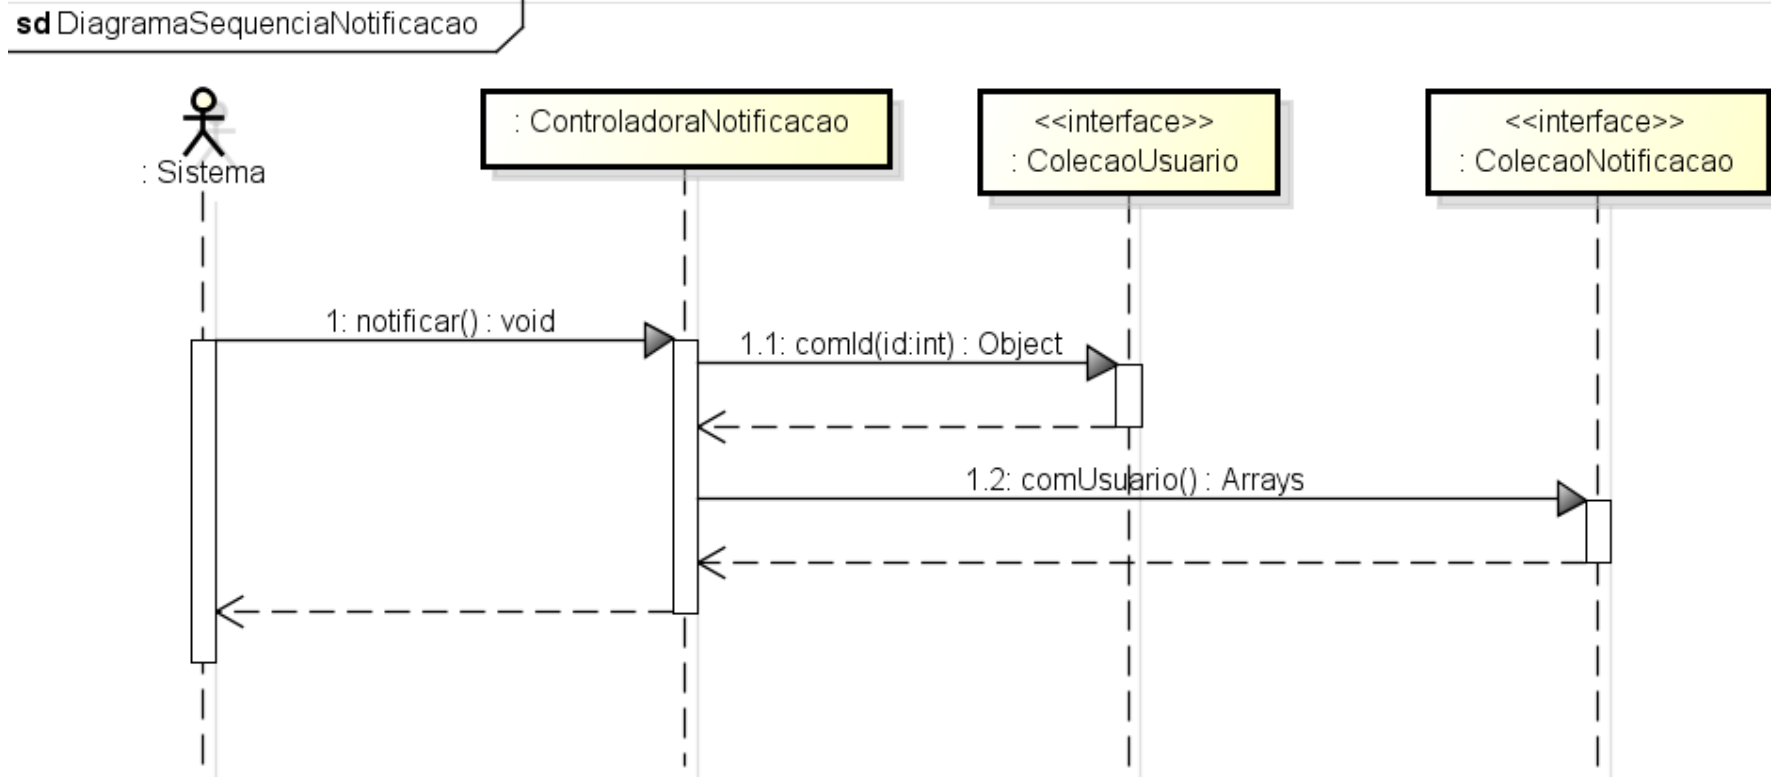 sd DiagramaSequenciaNotificacao
: Sistema
: ControladoraNotificacao
<<interface>>
: ColecaoUsuario
<<interface>>
: ColecaoNotificacao
1: notificar() : void
1.1: comId(id:int) : Object
1.2: comUsuario() : Arrays